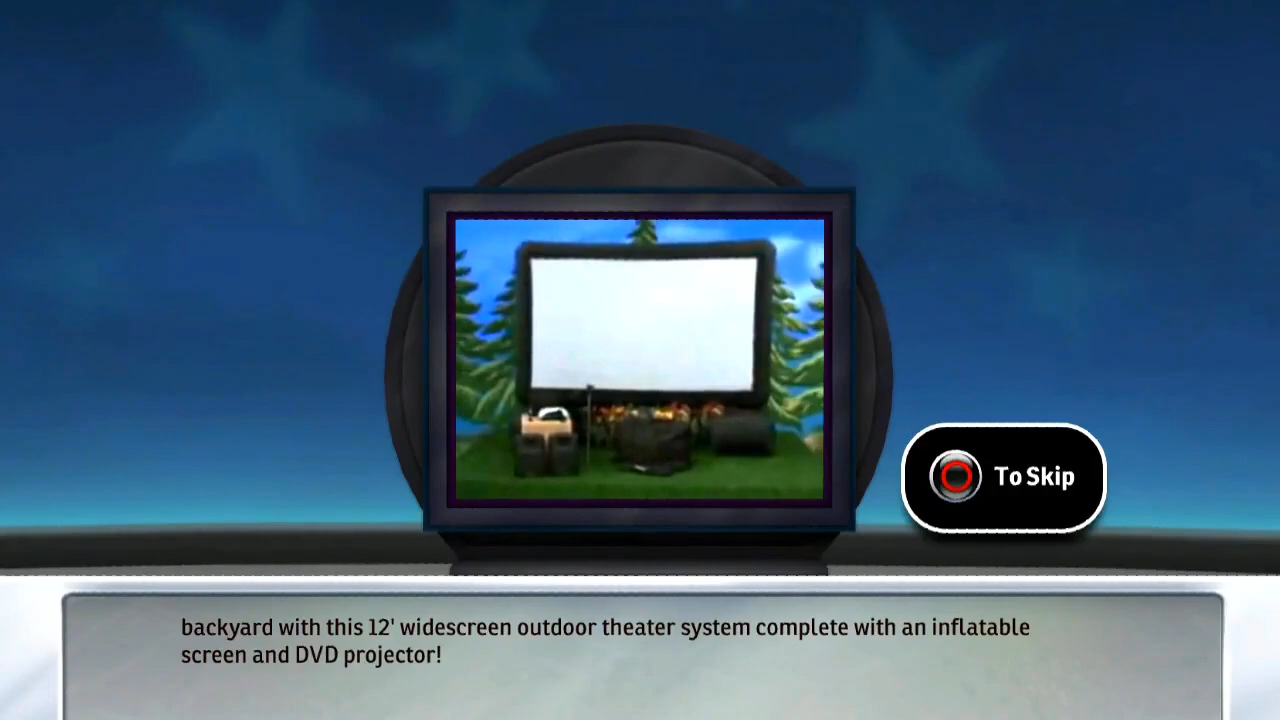 To Skip
backyard with this 12' widescreen outdoor theater system complete with an inflatable
screen and DVD projector!